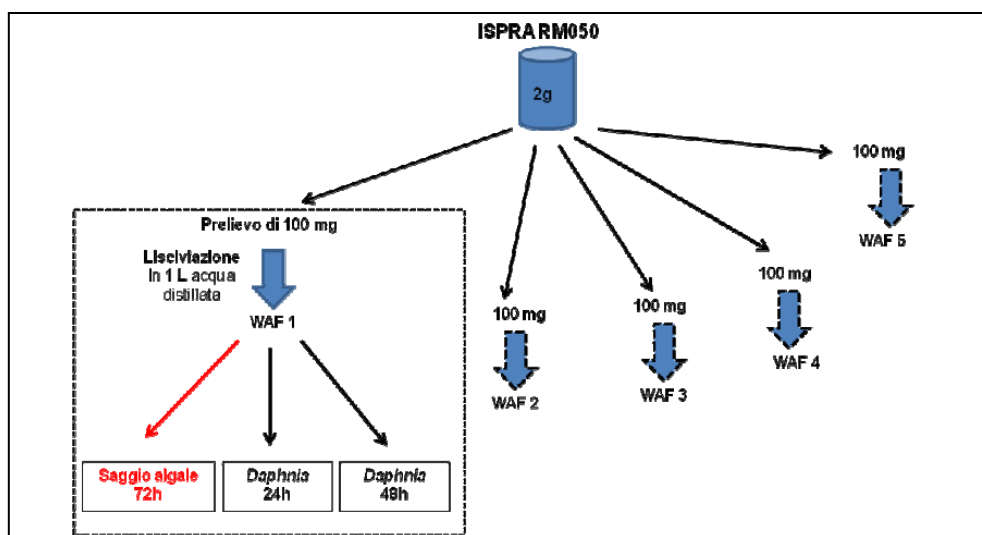 ISPRA RM050
2g
100 mg
WAF 5
Prelievo di 100 mg
Lisciviazione
In 1 L acqua
distillata
WAF 1
100 mg
WAF 4
100 mg
WAF 3
100 mg
WAF 2
Saggio algale
72h
Daphnia
24h
Daphnia
48h